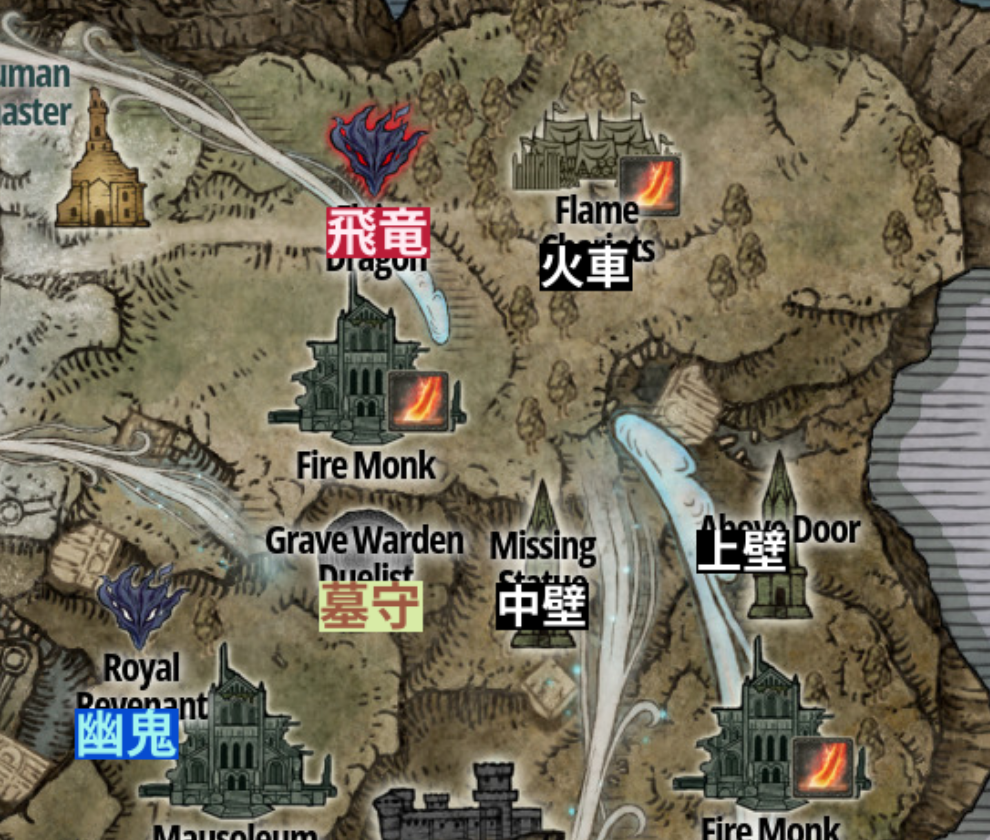 uman
aster
飛竜
Dragon
Flame
火車
Fire Monk
Grave Warden
Duelist
墓守
Missing
Statue
中壁
Above Door
上壁
Royal
Revenant
幽鬼
Mausoleum
Fire Monk